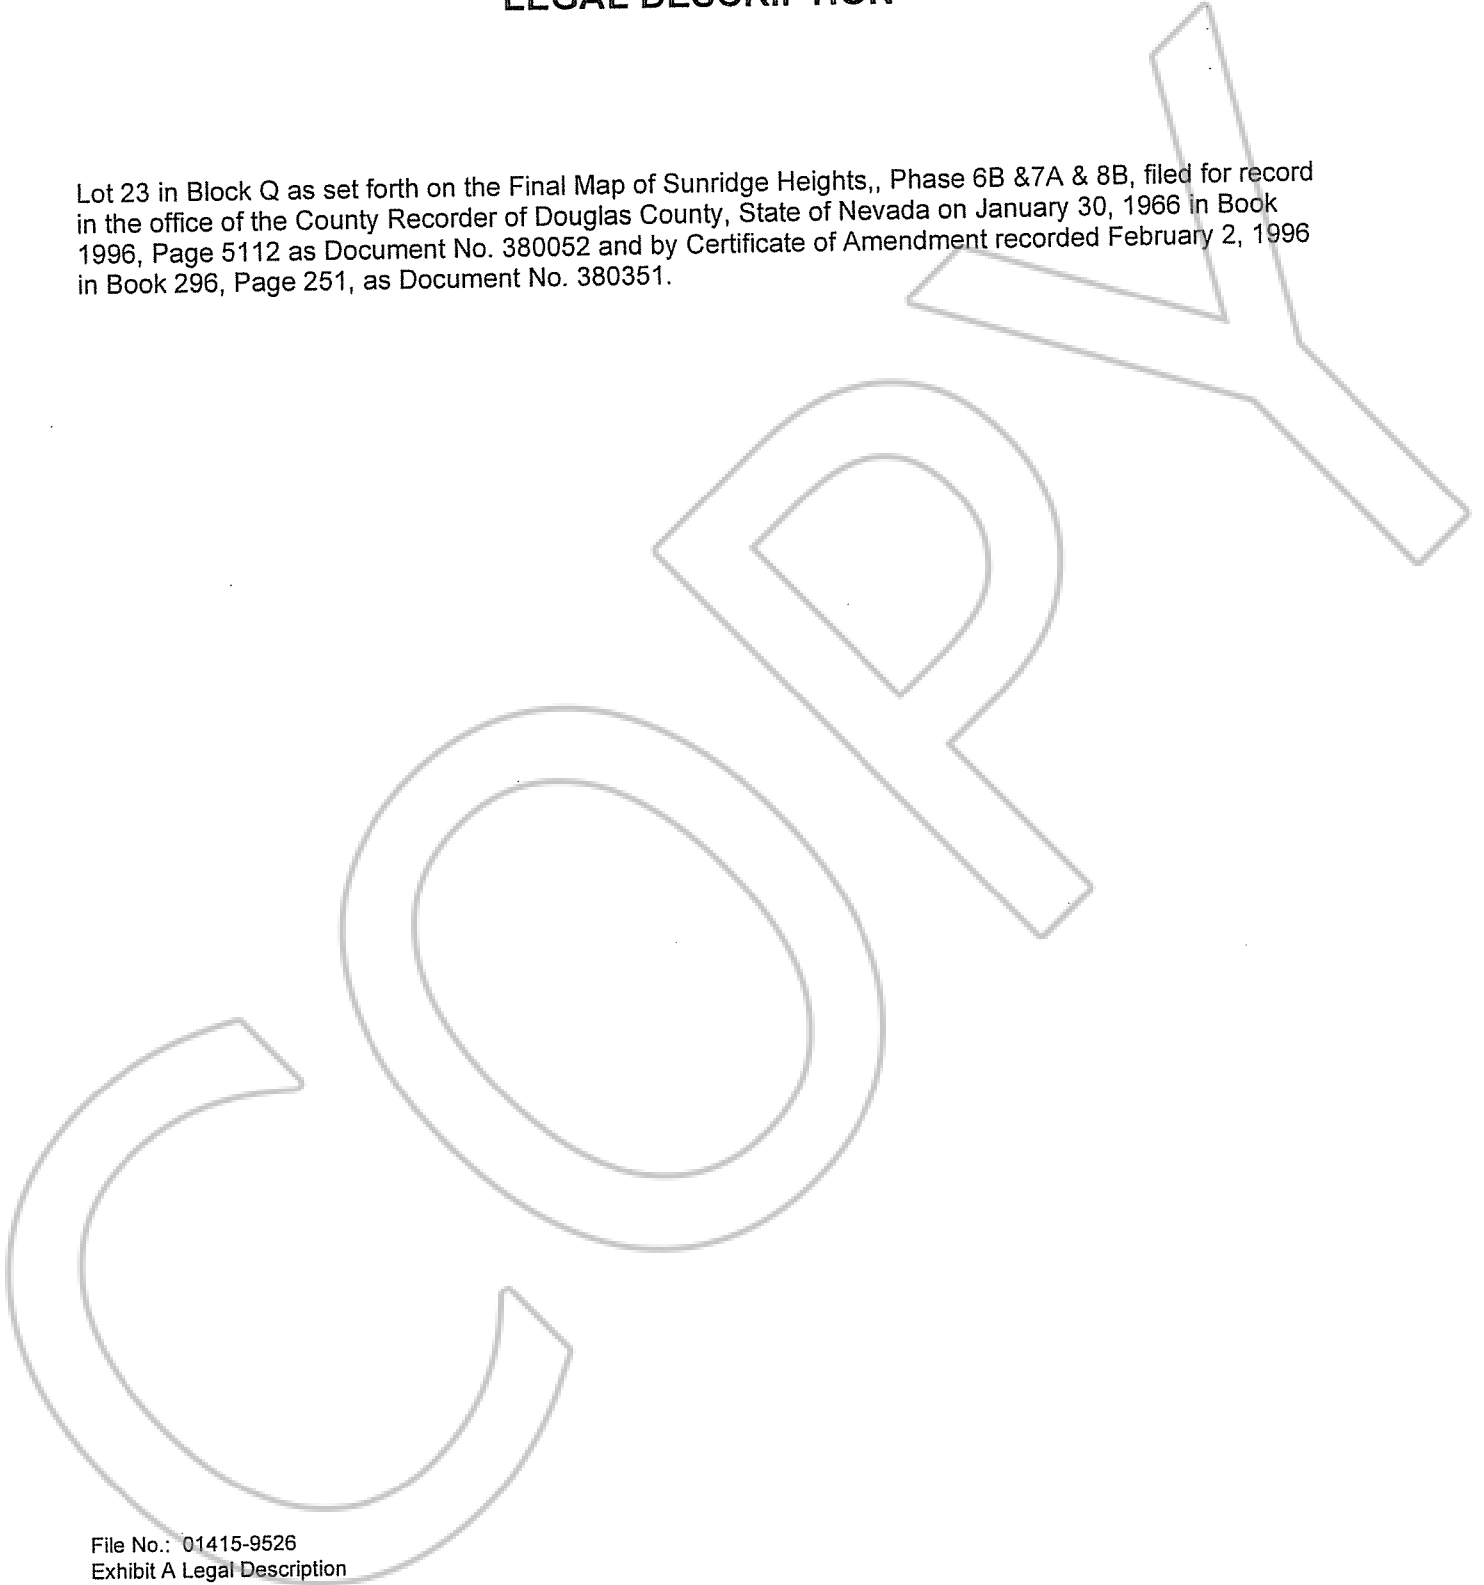 LEGAL DESCRIPTION
Lot 23 in Block Q as set forth on the Final Map of Sunridge Heights,, Phase 6B &7A & 8B, filed for record
in the office of the County Recorder of Douglas County, State of Nevada on January 30, 1966 in Book
1996, Page 5112 as Document No. 380052 and by Certificate of Amendment recorded February 2, 1996
in Book 296, Page 251, as Document No. 380351.
COPY
File No.: 01415-9526
Exhibit A Legal Description